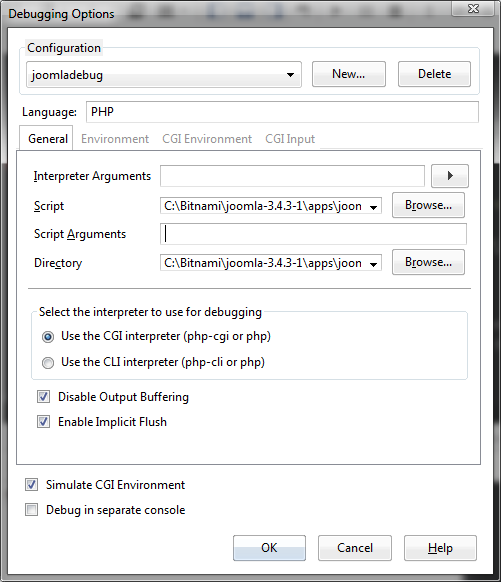 Debugging Options
Configuration
joomladebug New... Delete
Language: PHP
General Environment CGI Environment CGI Input
Interpreter Arguments
Script C:\Bitnami\joomla-3.4.3-1\apps\joon Browse...
Script Arguments
Directory C:\Bitnami\joomla-3.4.3-1\apps\joon Browse...
Select the interpreter to use for debugging
Use the CGI interpreter (php-cgi or php)
Use the CLI interpreter (php-cli or php)
Disable Output Buffering
Enable Implicit Flush
Simulate CGI Environment
Debug in separate console
OK Cancel Help